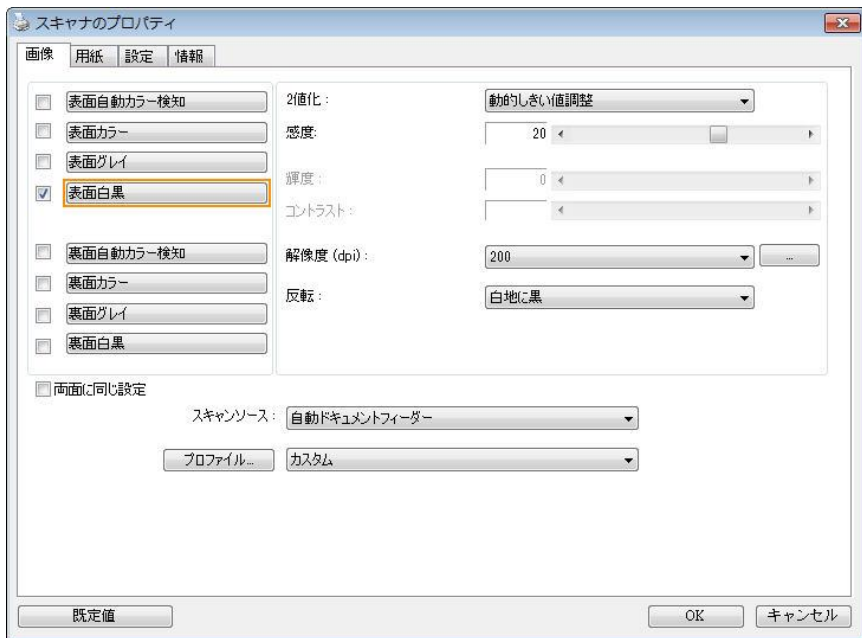 スキャナのプロパティ
画像 用紙 設定 情報
表面自動カラー検知
表面カラー
表面グレイ
表面白黒
裏面自動カラー検知
裏面カラー
裏面グレイ
裏面白黒
2値化: 動的しきい値調整
感度: 20
輝度: 0
コントラスト:
解像度 (dpi): 200 ...
反転: 白地に黒
両面に同じ設定
スキャンソース: 自動ドキュメントフィーダー
プロファイル... カスタム
既定値 OK キャンセル